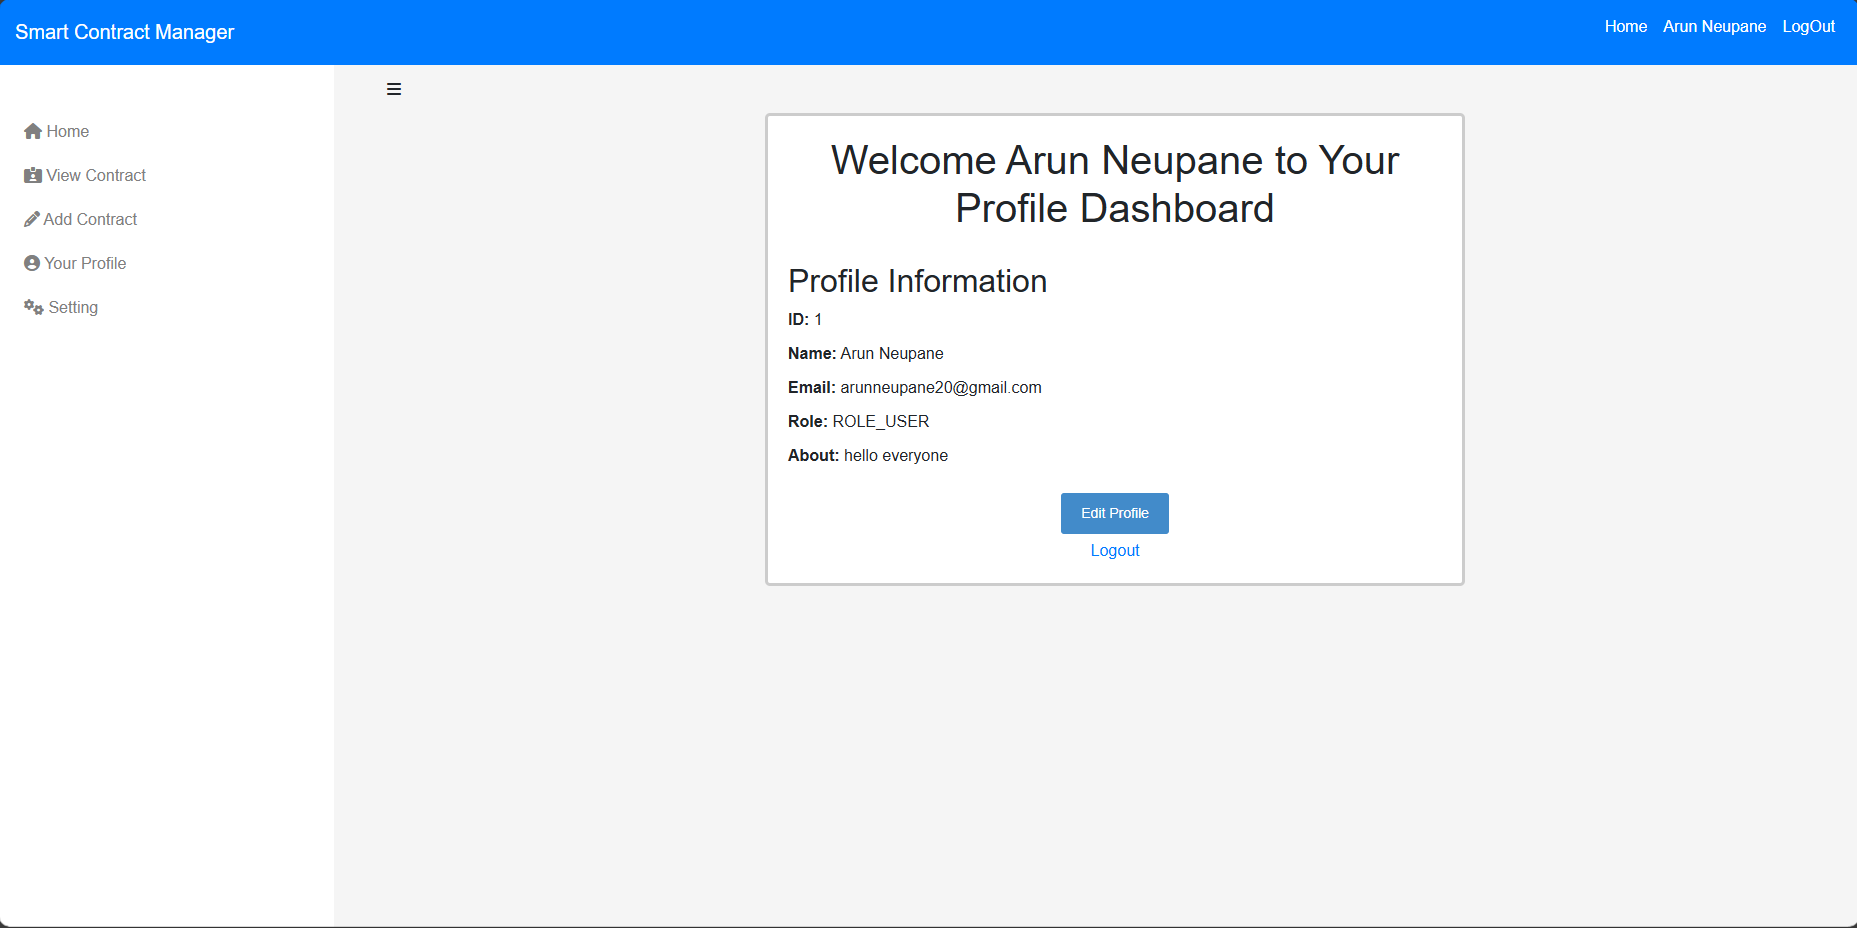 Smart Contract Manager
Home Arun Neupane LogOut
Home
View Contract
Add Contract
Your Profile
Setting
Welcome Arun Neupane to Your
Profile Dashboard
Profile Information
ID: 1
Name: Arun Neupane
Email: arunneupane20@gmail.com
Role: ROLE_USER
About: hello everyone
Edit Profile
Logout